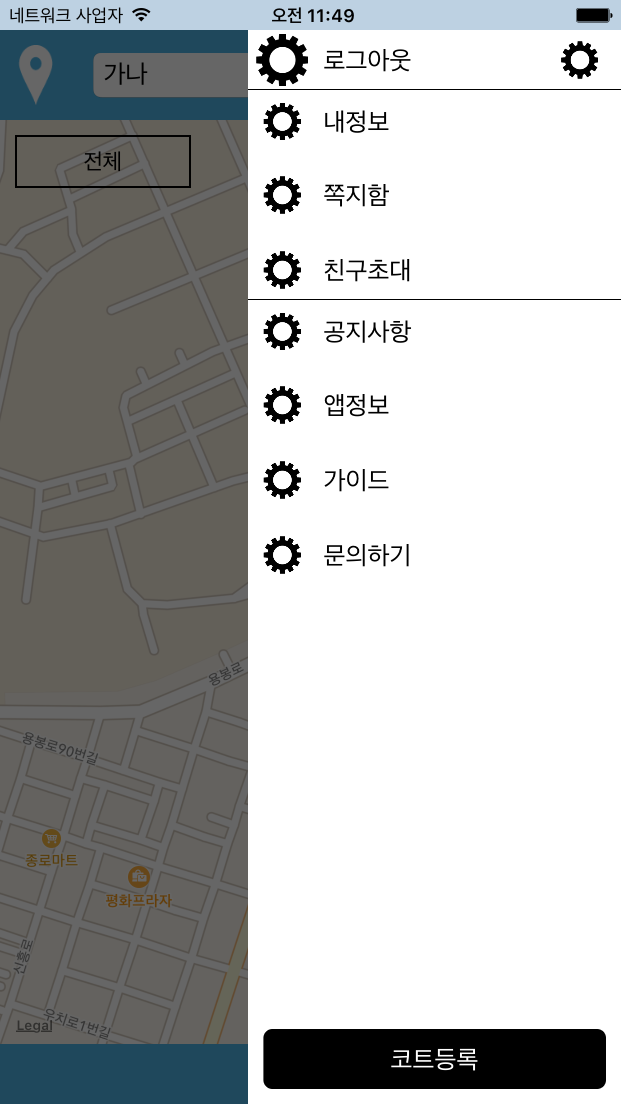 네트워크 사업자 오전 11:49
가나
전체
로그아웃
내정보
쪽지함
친구초대
공지사항
앱정보
가이드
문의하기
용봉로
용봉로90번길
종로마트
평화프라자
신흥로
우치로1번길
Legal
코트등록